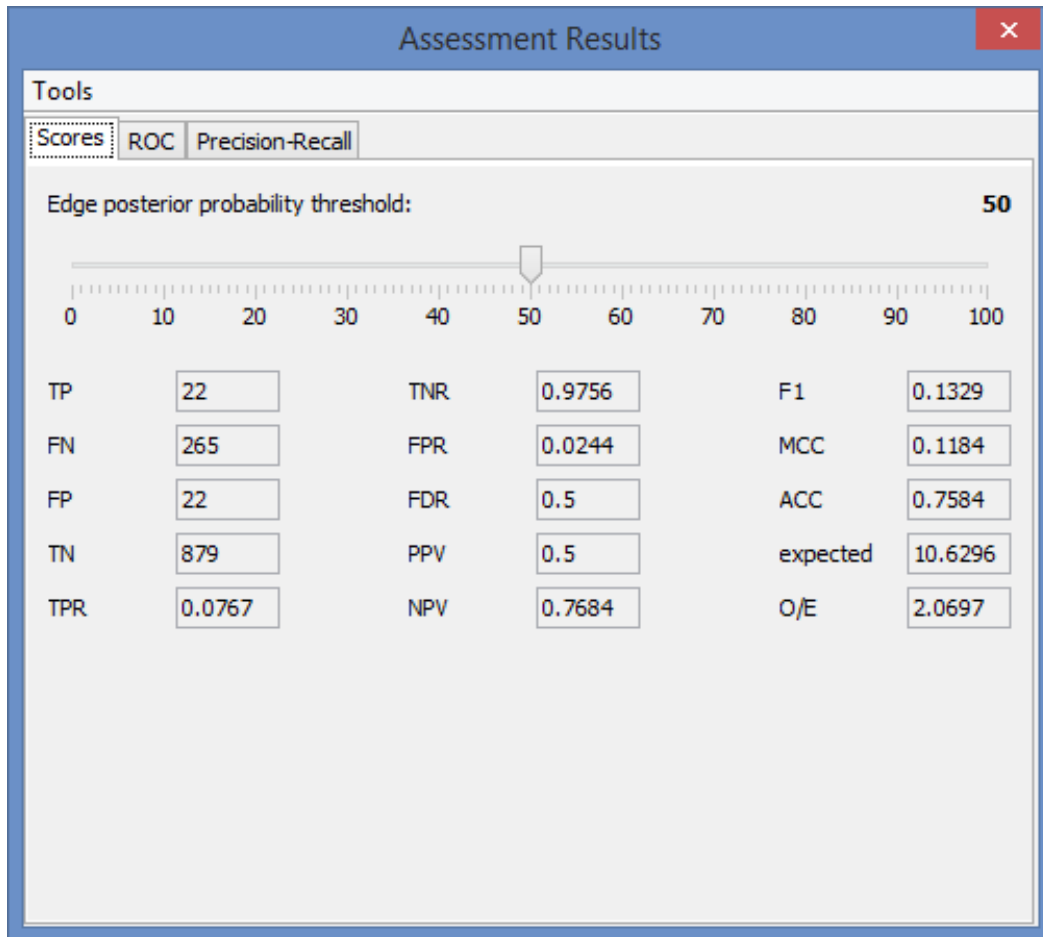 Assessment Results
Tools
Scores ROC Precision-Recall
Edge posterior probability threshold: 50
0 10 20 30 40 50 60 70 80 90 100
TP 22 TNR 0.9756 F1 0.1329
FN 265 FPR 0.0244 MCC 0.1184
FP 22 FDR 0.5 ACC 0.7584
TN 879 PPV 0.5 expected 10.6296
TPR 0.0767 NPV 0.7684 O/E 2.0697